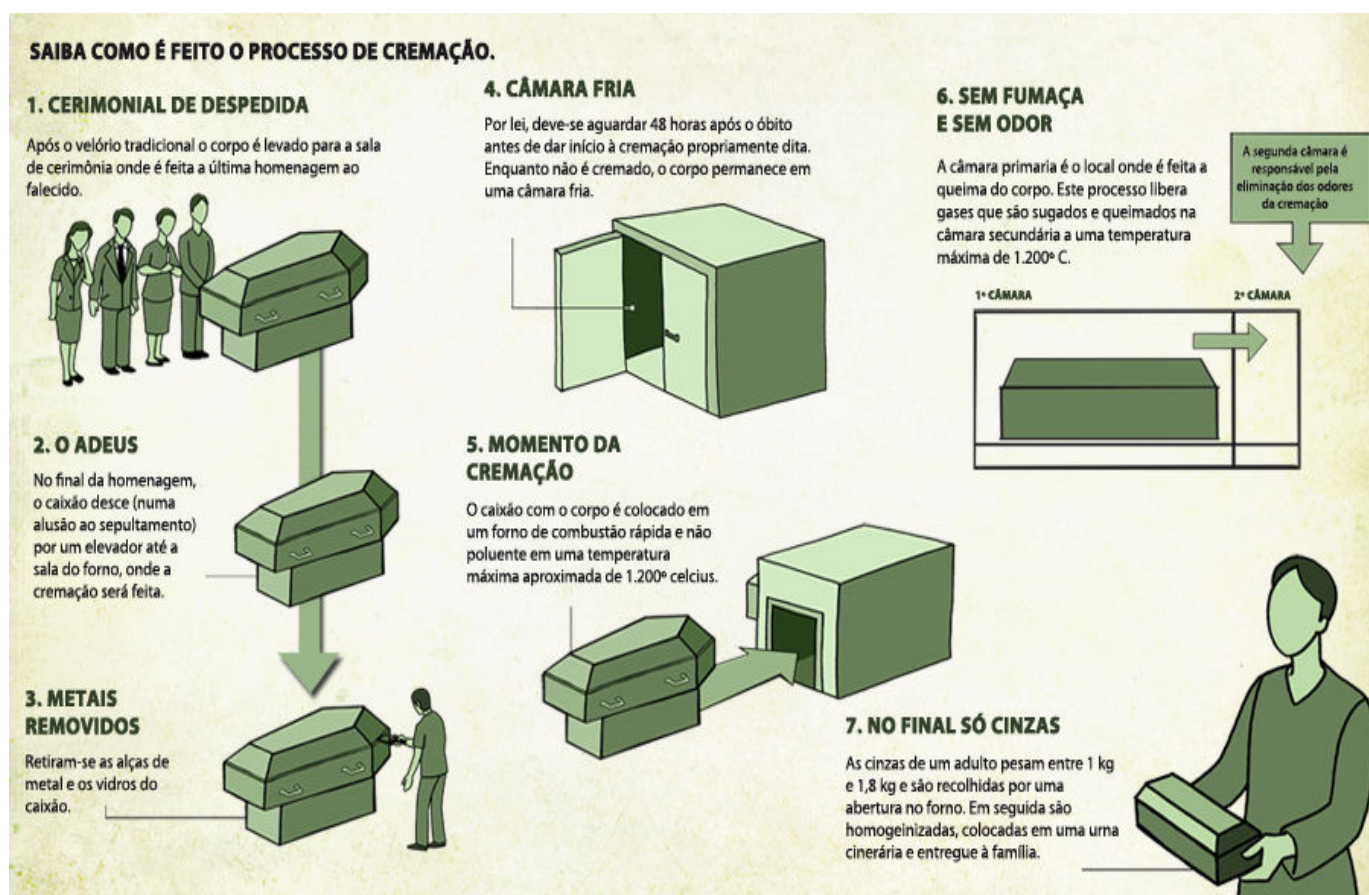 SAIBA COMO É FEITO O PROCESSO DE CREMAÇÃO.
1. CERIMONIAL DE DESPEDIDA
Após o velório tradicional o corpo é levado para a sala
de cerimônia onde é feita a última homenagem ao
falecido.
2. O ADEUS
No final da homenagem,
o caixão desce (numa
alusão ao sepultamento)
por um elevador até a
sala do forno, onde a
cremação será feita.
3. METAIS
REMOVIDOS
Retiram-se as alças de
metal e os vidros do
caixão.
4. CÂMARA FRIA
Por lei, deve-se aguardar 48 horas após o óbito
antes de dar início à cremação propriamente dita.
Enquanto não é cremado, o corpo permanece em
uma câmara fria.
5. MOMENTO DA
CREMAÇÃO
O caixão com o corpo é colocado em
um forno de combustão rápida e não
poluente em uma temperatura
máxima aproximada de 1.200º celcius.
6. SEM FUMAÇA
E SEM ODOR
A câmara primaria é o local onde é feita a
queima do corpo. Este processo libera
gases que são sugados e queimados na
câmara secundária a uma temperatura
máxima de 1.200º C.
A segunda câmara é
responsável pela
eliminação dos odores
da cremação
1ª CÂMARA
2ª CÂMARA
7. NO FINAL SÓ CINZAS
As cinzas de um adulto pesam entre 1 kg
e 1,8 kg e são recolhidas por uma
abertura no forno. Em seguida são
homogeinizadas, colocadas em uma urna
cinerária e entregue à família.